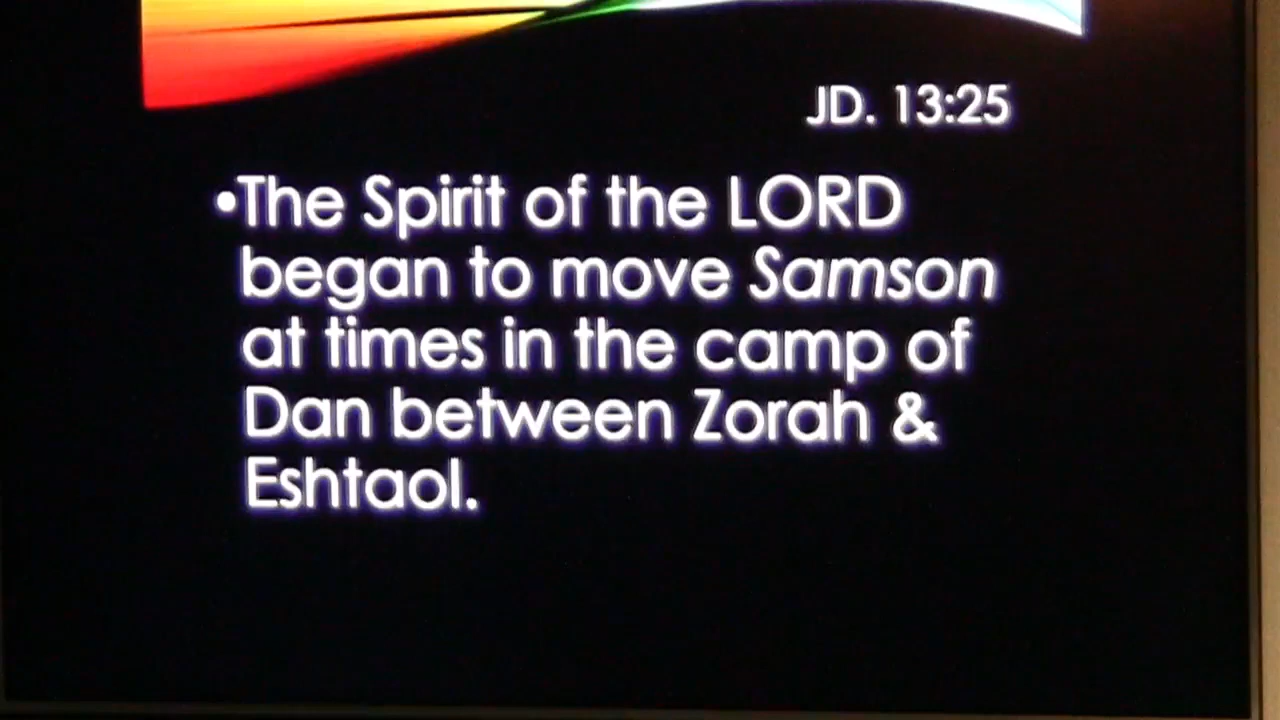 JD. 13:25
•The Spirit of the LORD
began to move Samson
at times in the camp of
Dan between Zorah &
Eshtaol.